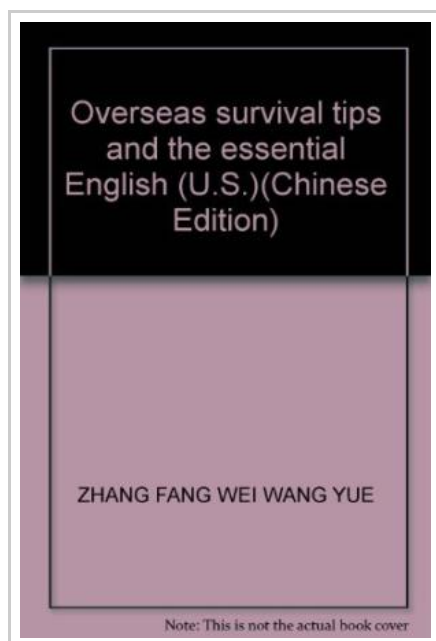 Overseas survival tips
and the essential
English (U.S.)(Chinese
Edition)
ZHANG FANG WEI WANG YUE
Note: This is not the actual book cover